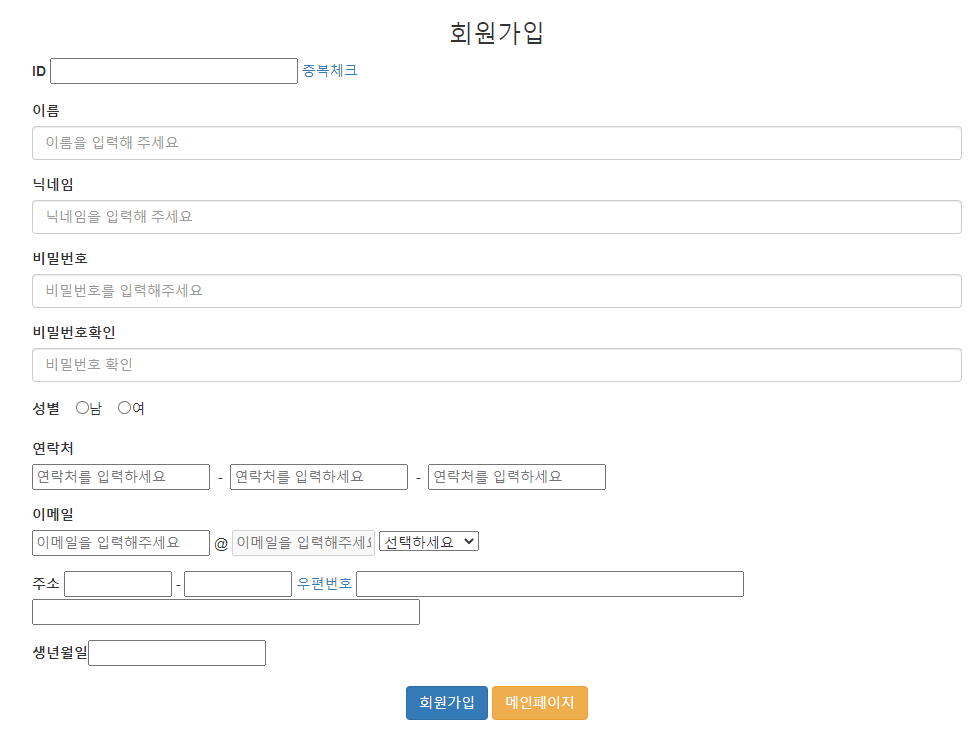 회원가입
ID 중복체크
이름
이름을 입력해 주세요
닉네임
닉네임을 입력해 주세요
비밀번호
비밀번호를 입력해주세요
비밀번호확인
비밀번호 확인
성별 남 여
연락처
연락처를 입력하세요 - 연락처를 입력하세요 - 연락처를 입력하세요
이메일
이메일을 입력해주세요 @ 이메일을 입력해주세요 선택하세요
주소 - 우편번호
생년월일
회원가입 메인페이지